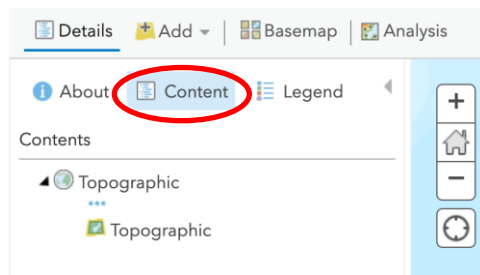 Details Add Basemap Analysis
About Content Legend
Contents
Topographic
Topographic